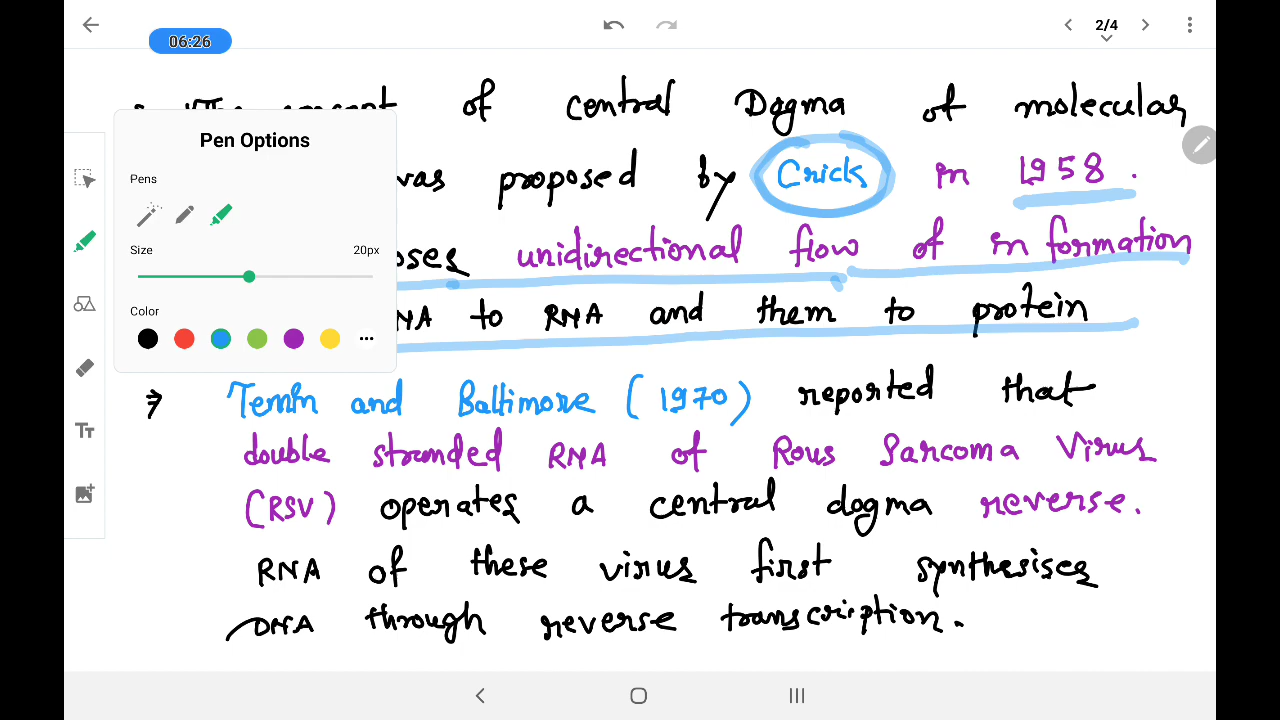 06:26
2/4
of central Dogma of molecular
was proposed by Crick in 1958.
unidirectional flow of information
to RNA and them to protein
Pen Options
Pens
Size 20px
Color
Temin and Baltimore (1970) reported that
double stranded RNA of Rous Sarcoma Virus
(RSV) operates a central dogma reverse.
RNA of these virus first synthesises
DNA through reverse transcription.
Tт